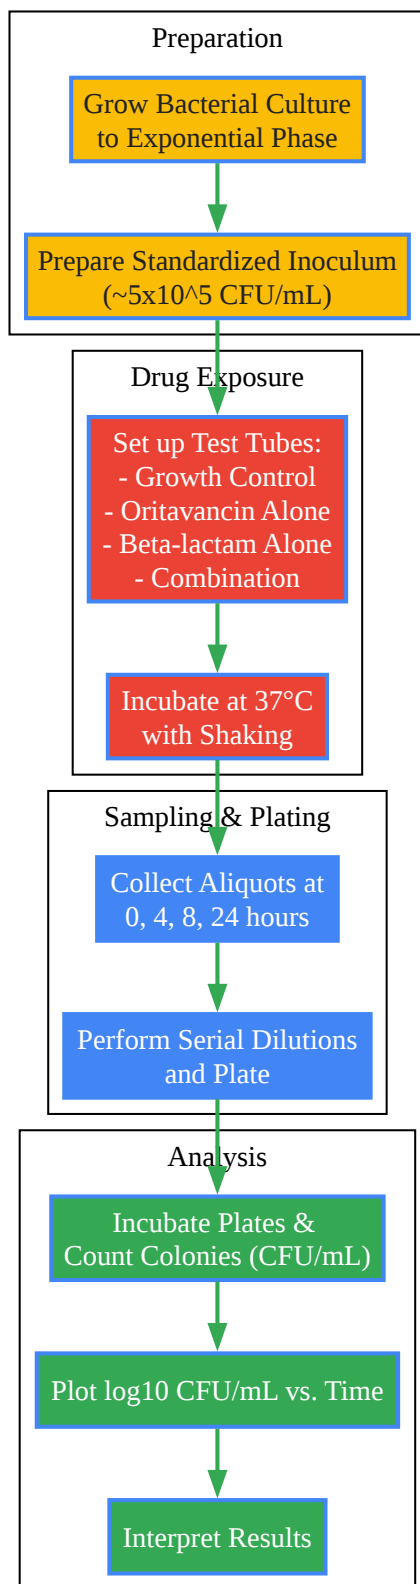 Preparation
Grow Bacterial Culture
to Exponential Phase
Prepare Standardized Inoculum
(~5x10^5 CFU/mL)
Drug Exposure
Set up Test Tubes:
- Growth Control
- Oritavancin Alone
- Beta-lactam Alone
- Combination
Incubate at 37°C
with Shaking
Sampling & Plating
Collect Aliquots at
0, 4, 8, 24 hours
Perform Serial Dilutions
and Plate
Analysis
Incubate Plates &
Count Colonies (CFU/mL)
Plot log10 CFU/mL vs. Time
Interpret Results